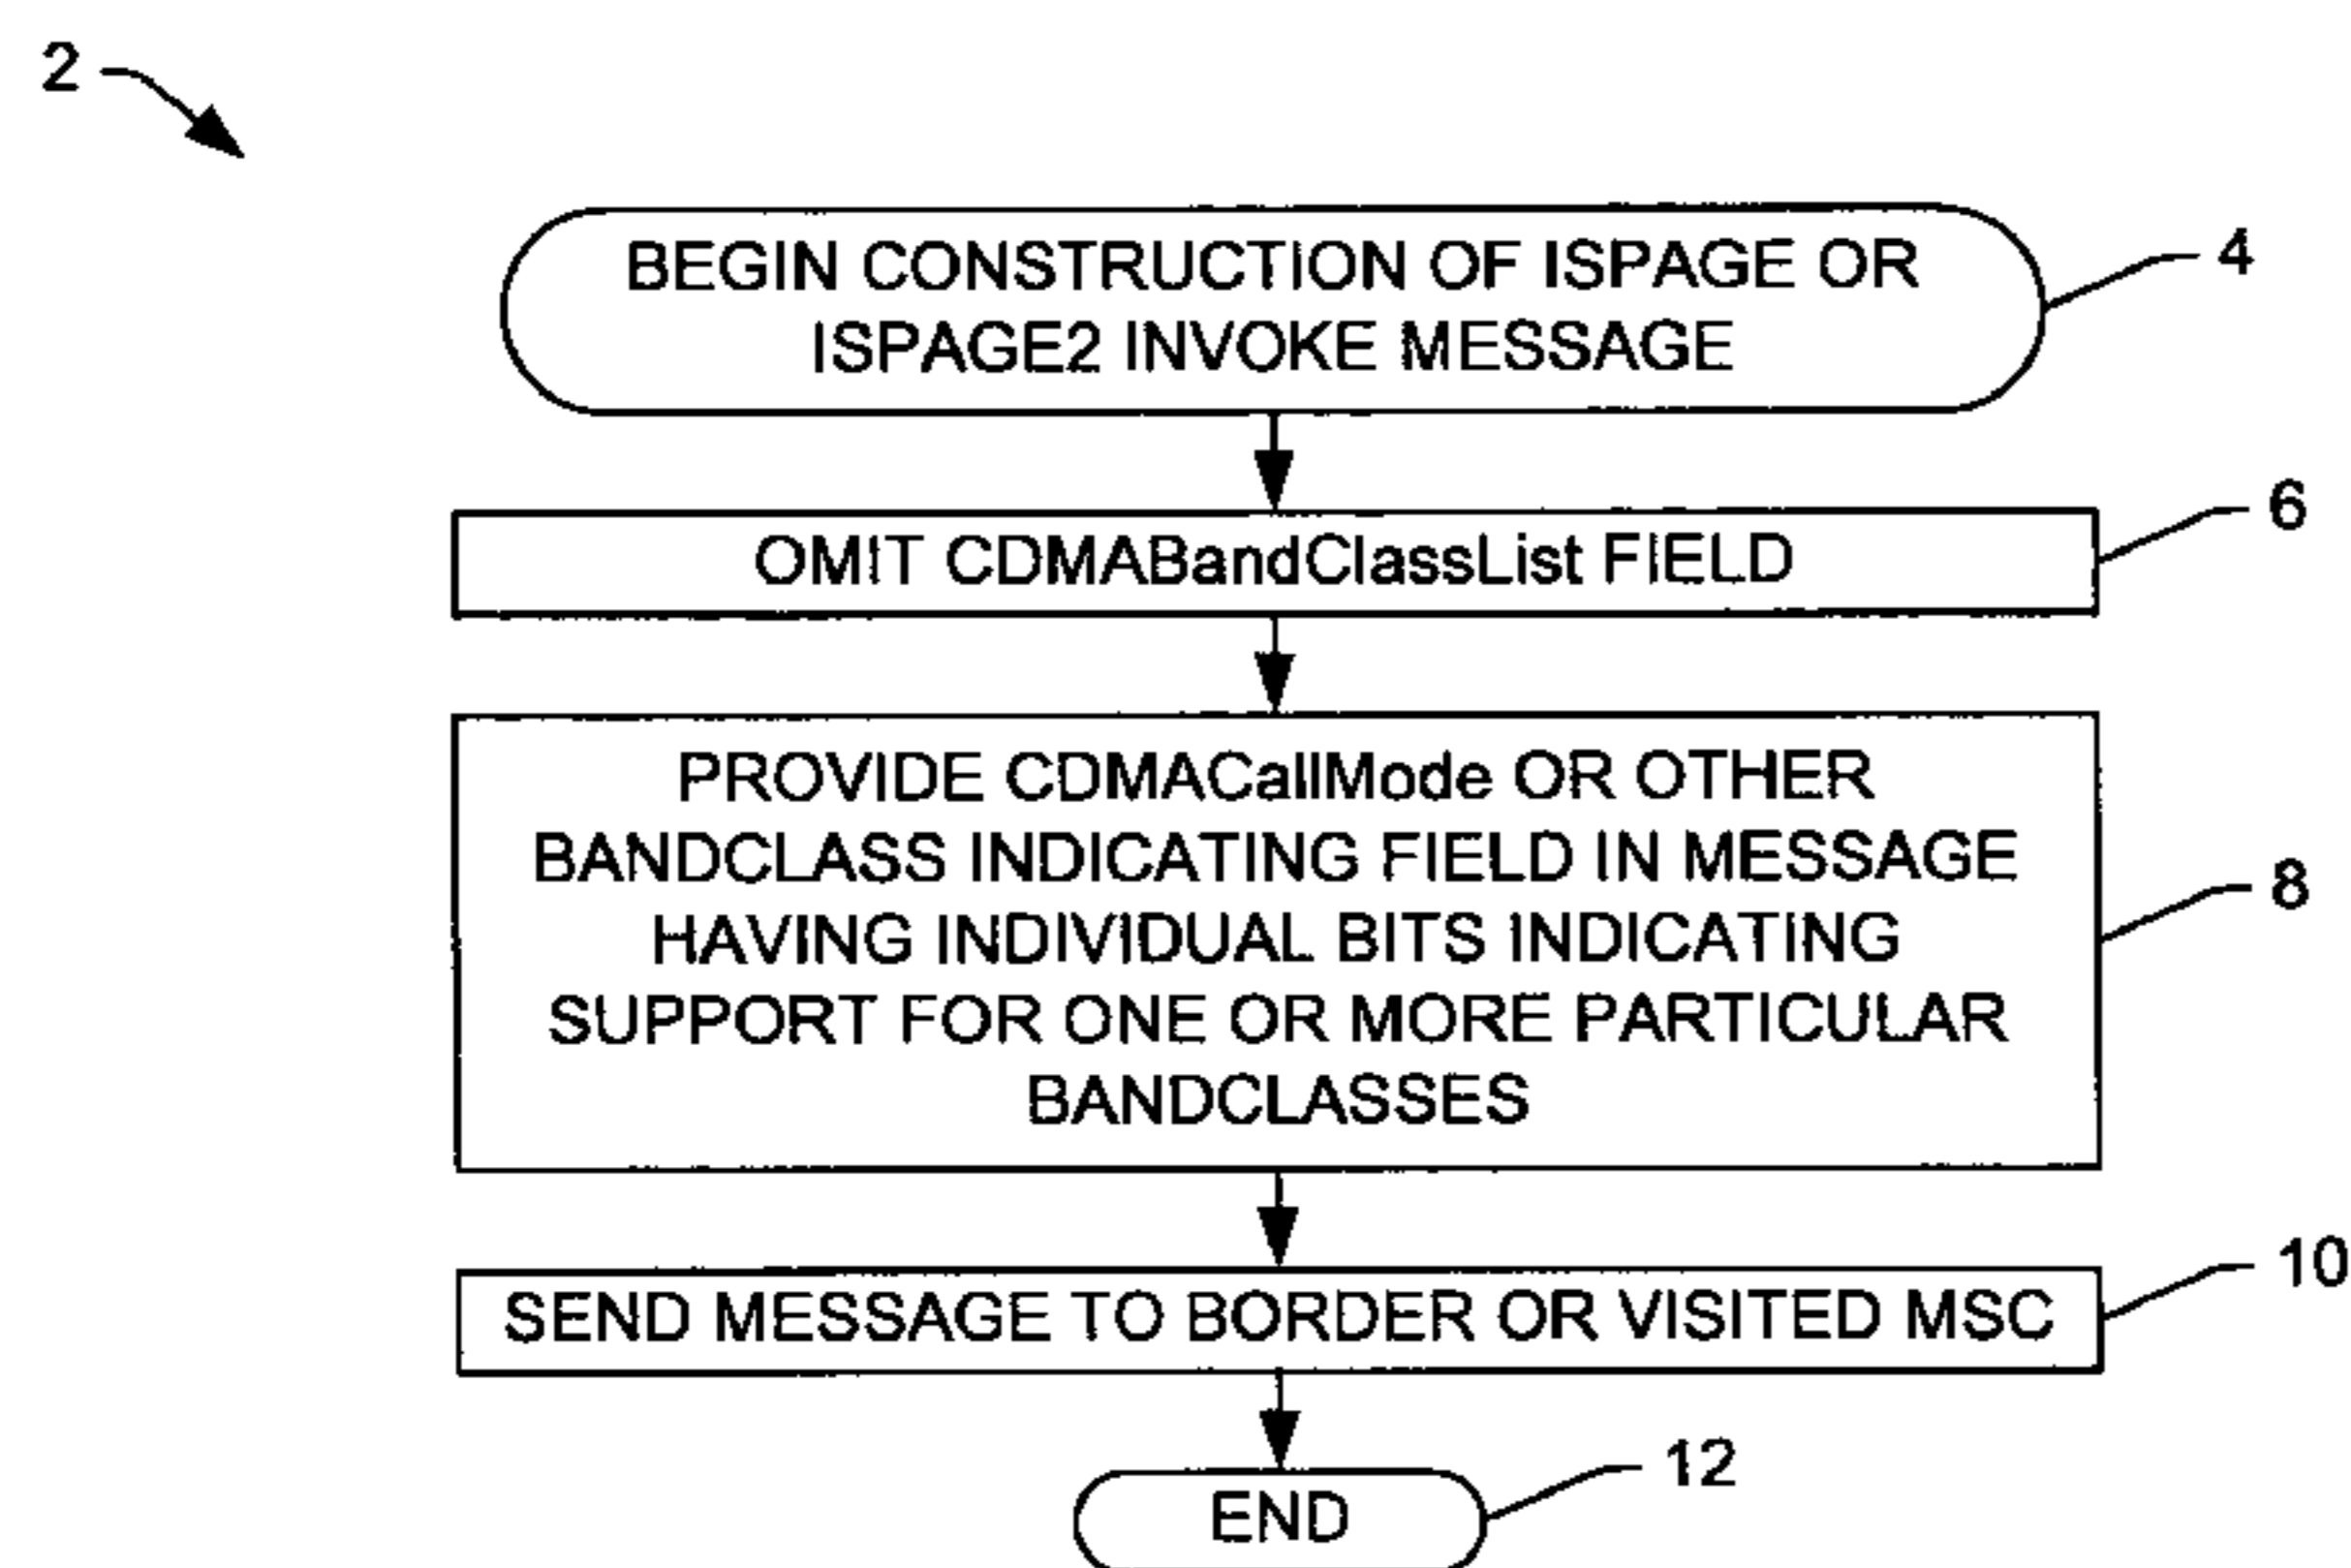 2
BEGIN CONSTRUCTION OF ISPAGE OR
ISPAGE2 INVOKE MESSAGE
4
OMIT CDMABandClassList FIELD
6
PROVIDE CDMACallMode OR OTHER
BANDCLASS INDICATING FIELD IN MESSAGE
HAVING INDIVIDUAL BITS INDICATING
SUPPORT FOR ONE OR MORE PARTICULAR
BANDCLASSES
8
SEND MESSAGE TO BORDER OR VISITED MSC
10
END
12